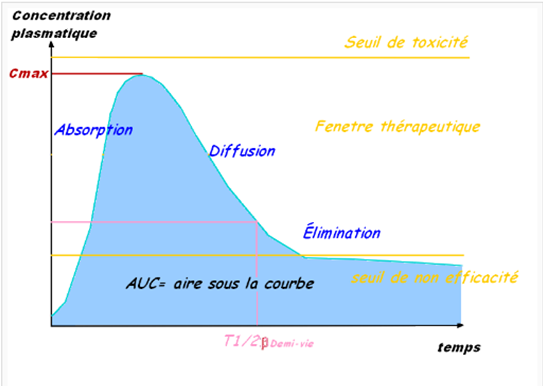 Concentration
plasmatique
Seuil de toxicité
Cmax
Absorption
Fenetre thérapeutique
Diffusion
Élimination
AUC= aire sous la courbe
seuil de non efficacité
T1/2β Demi-vie
temps